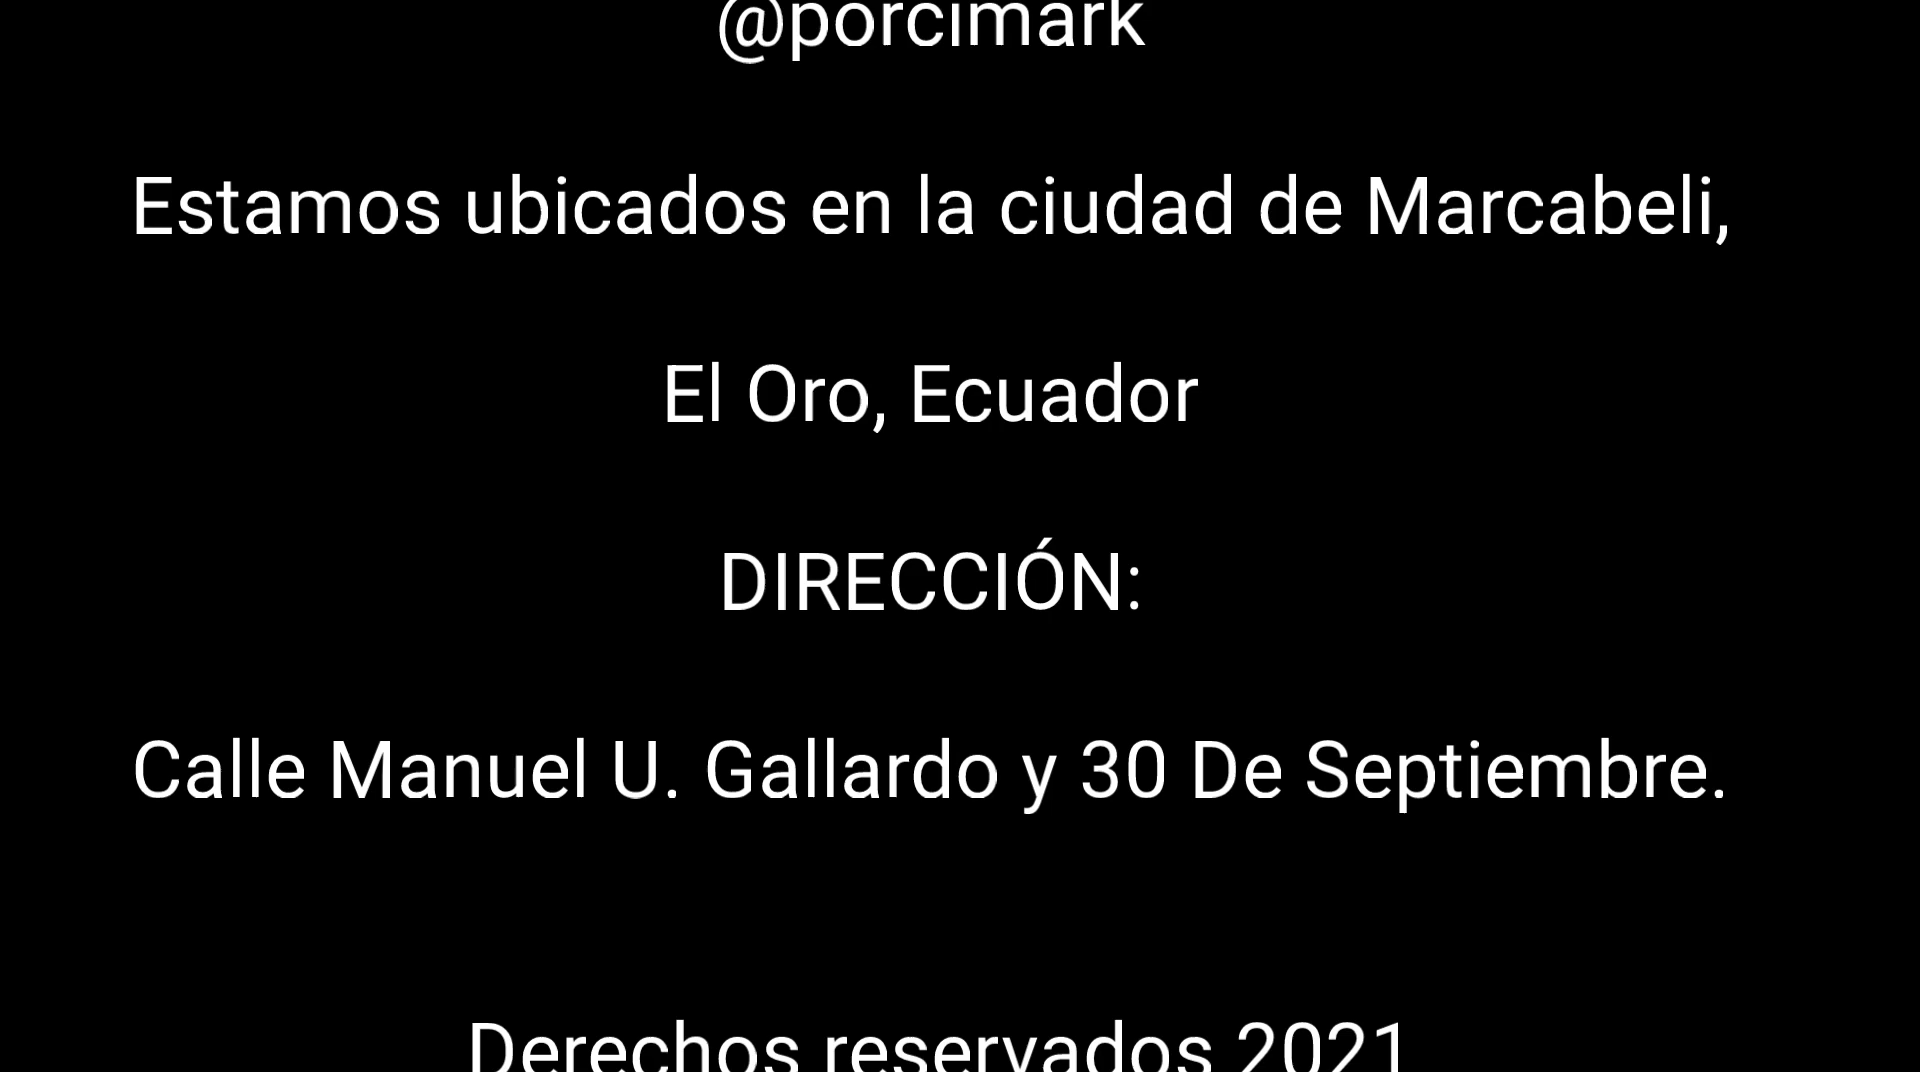 @porcimark
Estamos ubicados en la ciudad de Marcabeli,
El Oro, Ecuador
DIRECCIÓN:
Calle Manuel U. Gallardo y 30 De Septiembre.
Derechos reservados 2021